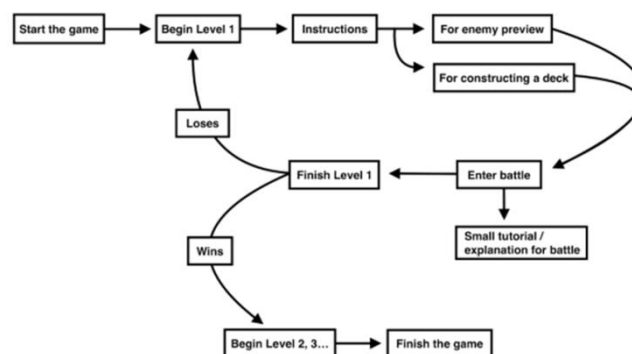 Start the game
Begin Level 1
Instructions
For enemy preview
For constructing a deck
Loses
Finish Level 1
Enter battle
Small tutorial /
explanation for battle
Wins
Begin Level 2, 3...
Finish the game